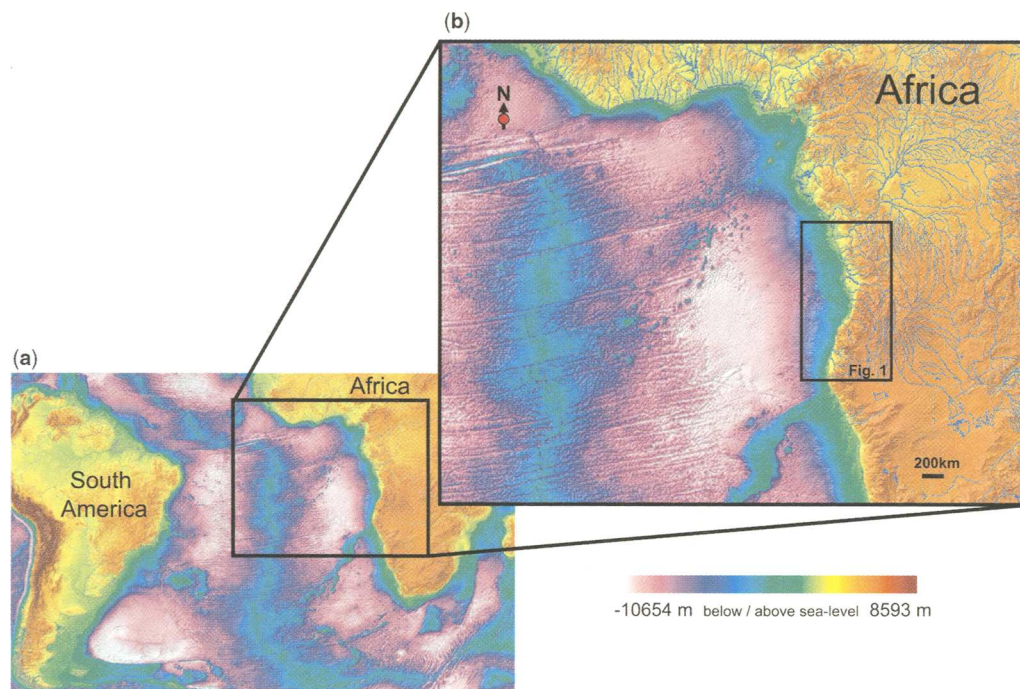 (b)
N
Africa
Fig. 1
200km
(a)
Africa
South
America
-10654 m below / above sea-level 8593 m